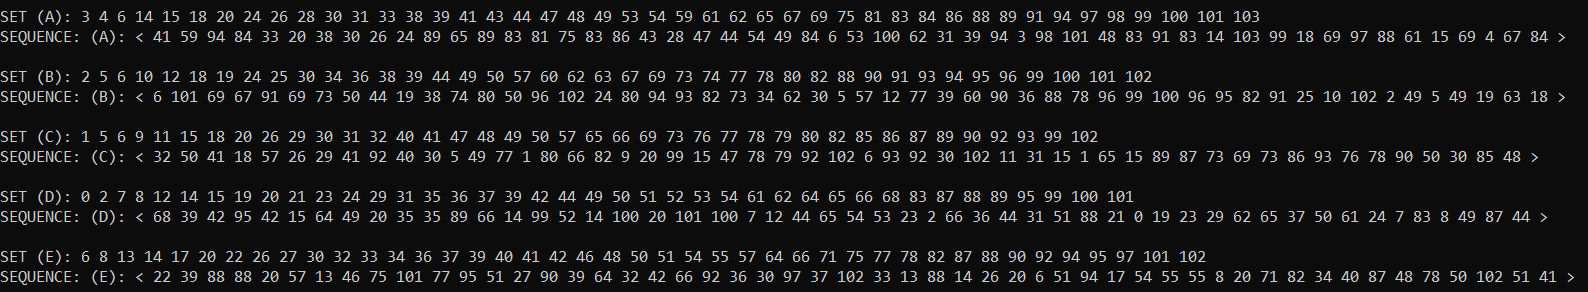 SET (A): 3 4 6 14 15 18 20 24 26 28 30 31 33 38 39 41 43 44 47 48 49 53 54 59 61 62 65 67 69 75 81 83 84 86 88 89 91 94 97 98 99 100 101 103
SEQUENCE: (A): < 41 59 94 84 33 20 38 30 26 24 89 65 89 83 81 75 83 86 43 28 47 44 54 49 84 6 53 100 62 31 39 94 3 98 101 48 83 91 83 14 103 99 18 69 97 88 61 15 69 4 67 84 >
SET (B): 2 5 6 10 12 18 19 24 25 30 34 36 38 39 44 49 50 57 60 62 63 67 69 73 74 77 78 80 82 88 90 91 93 94 95 96 99 100 101 102
SEQUENCE: (B): < 6 101 69 67 91 69 73 50 44 19 38 74 80 50 96 102 24 80 94 93 82 73 34 62 30 5 57 12 77 39 60 90 36 88 78 96 99 100 96 95 82 91 25 10 102 2 49 5 49 19 63 18 >
SET (C): 1 5 6 9 11 15 18 20 26 29 30 31 32 40 41 47 48 49 50 57 65 66 69 73 76 77 78 79 80 82 85 86 87 89 90 92 93 99 102
SEQUENCE: (C): < 32 50 41 18 57 26 29 41 92 40 30 5 49 77 1 80 66 82 9 20 99 15 47 78 79 92 102 6 93 92 30 102 11 31 15 1 65 15 89 87 73 69 73 86 93 76 78 90 50 30 85 48 >
SET (D): 0 2 7 8 12 14 15 19 20 21 23 24 29 31 35 36 37 39 42 44 49 50 51 52 53 54 61 62 64 65 66 68 83 87 88 89 95 99 100 101
SEQUENCE: (D): < 68 39 42 95 42 15 64 49 20 35 35 89 66 14 99 52 14 100 20 101 100 7 12 44 65 54 53 23 2 66 36 44 31 51 88 21 0 19 23 29 62 65 37 50 61 24 7 83 8 49 87 44 >
SET (E): 6 8 13 14 17 20 22 26 27 30 32 33 34 36 37 39 40 41 42 46 48 50 51 54 55 57 64 66 71 75 77 78 82 87 88 90 92 94 95 97 101 102
SEQUENCE: (E): < 22 39 88 88 20 57 13 46 75 101 77 95 51 27 90 39 64 32 42 66 92 36 30 97 37 102 33 13 88 14 26 20 6 51 94 17 54 55 55 8 20 71 82 34 40 87 48 78 50 102 51 41 >